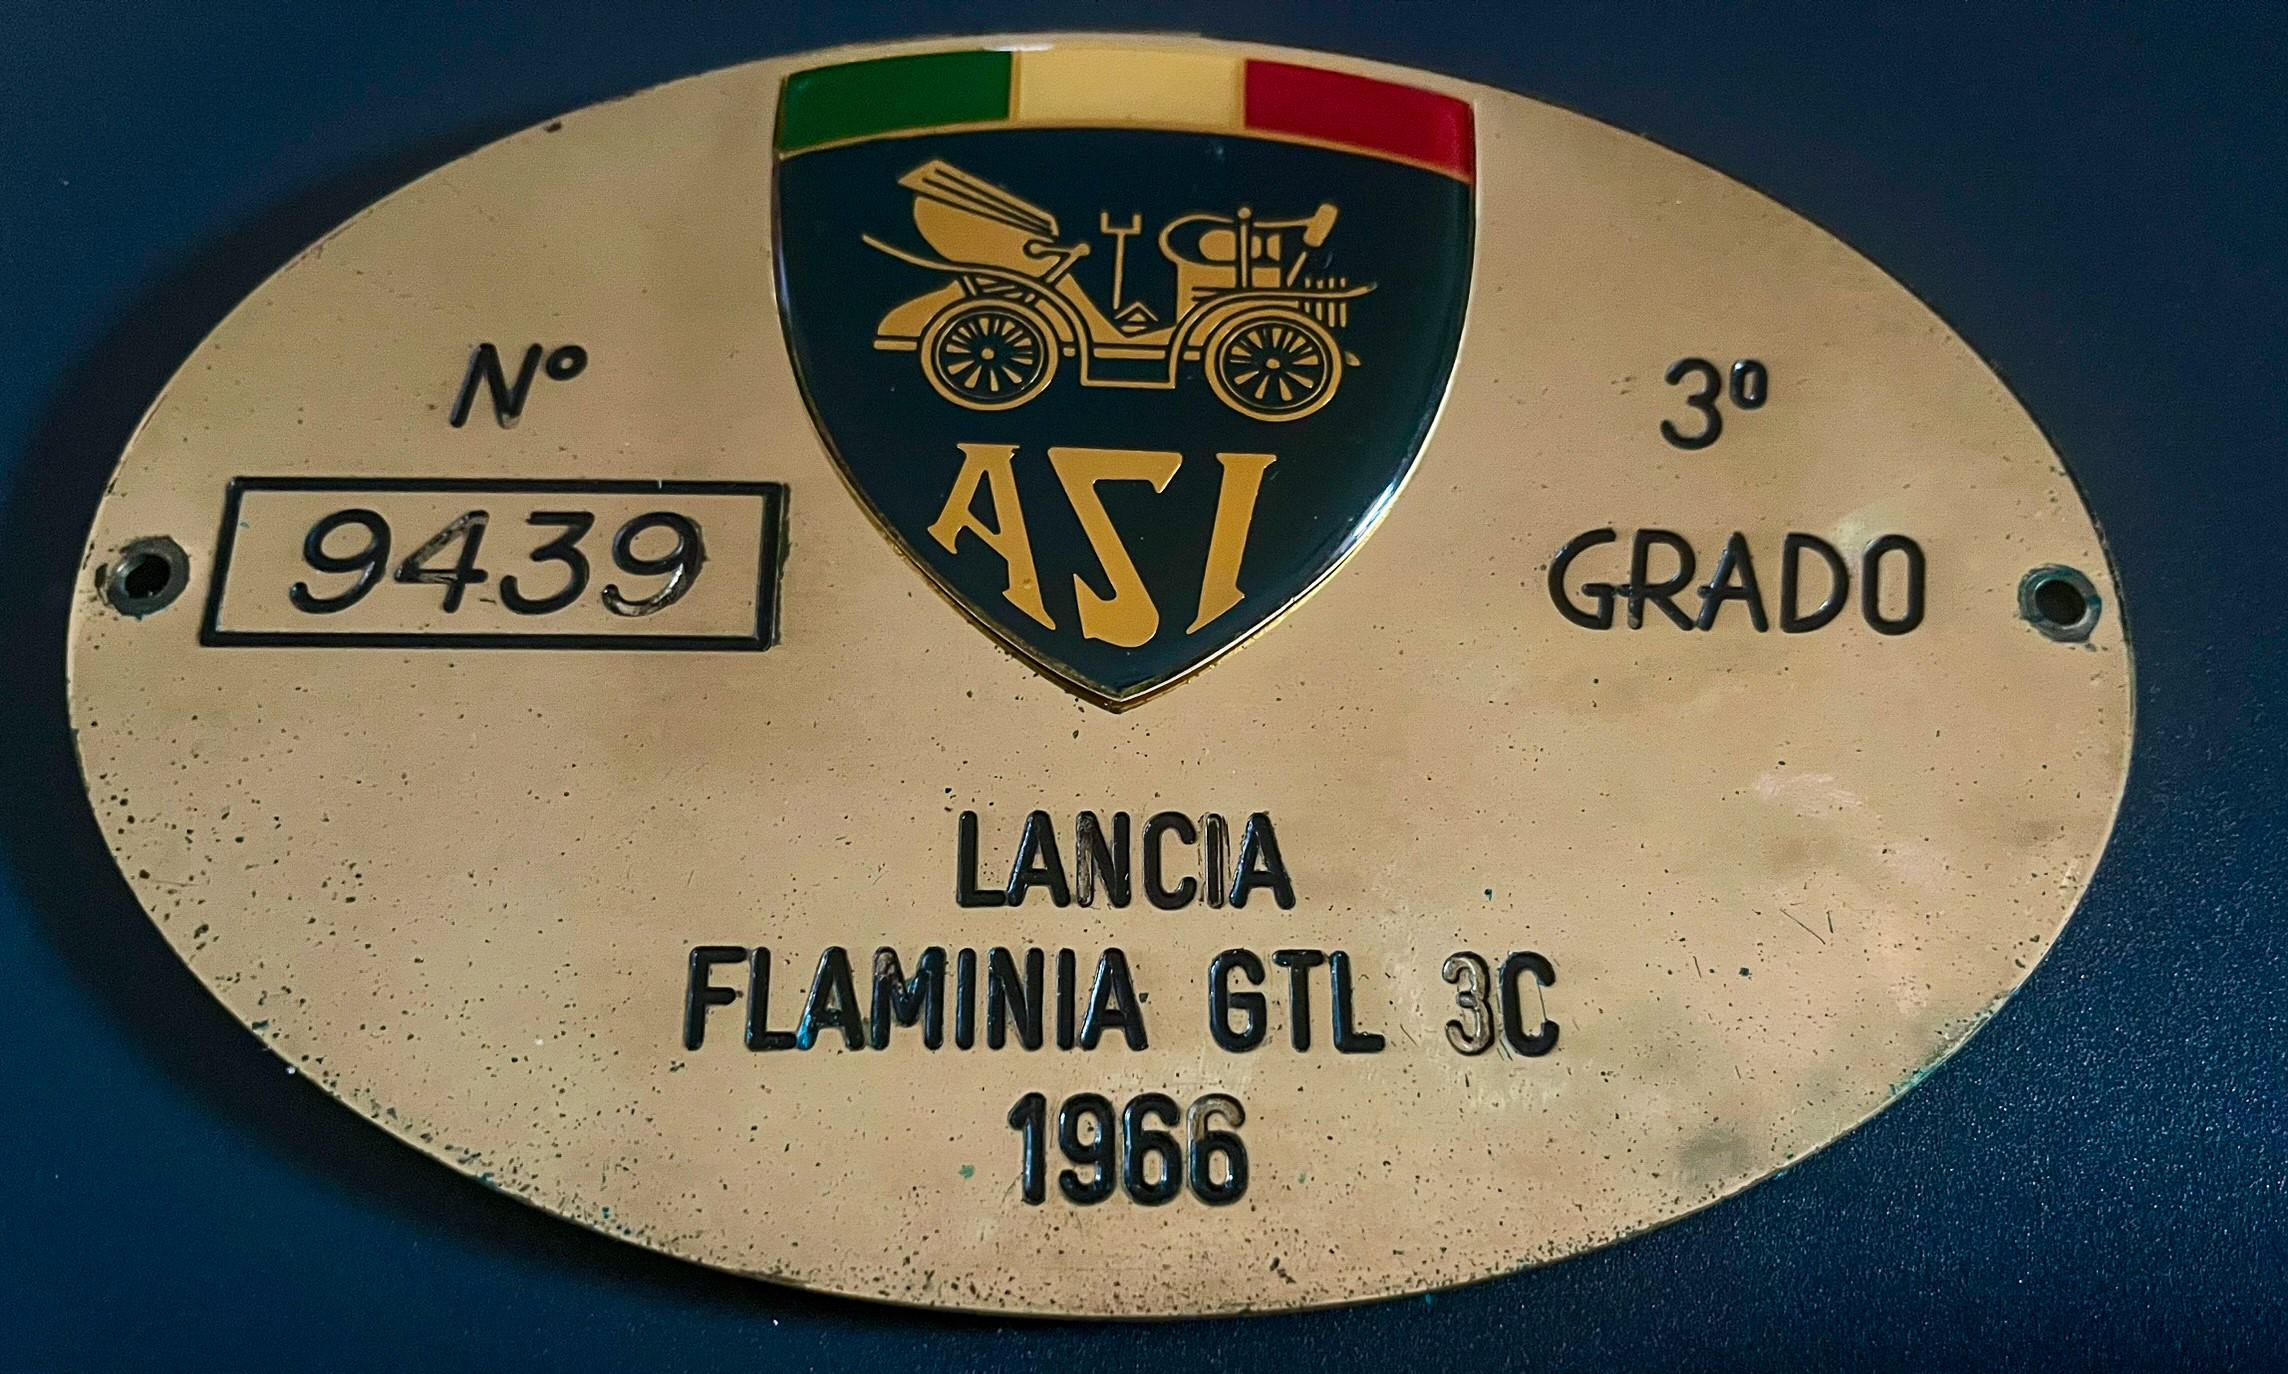 Nº
9439
ASI
3º
GRADO
LANCIA
FLAMINIA GTL 3C
1966